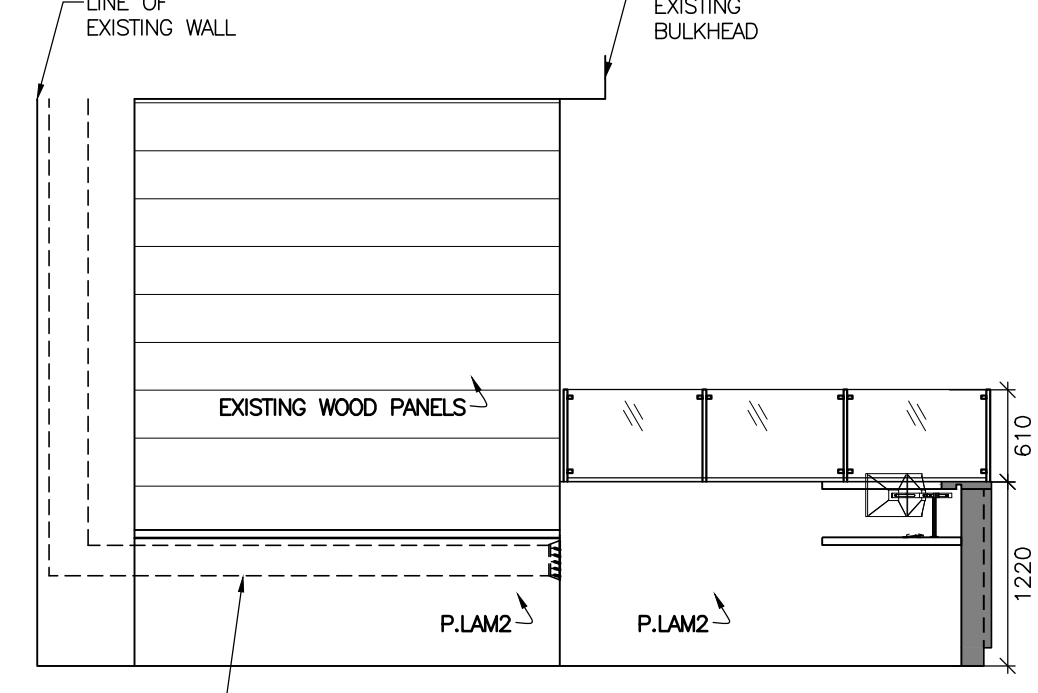 LINE OF
EXISTING WALL
EXISTING
BULKHEAD
EXISTING WOOD PANELS
610
1220
P.LAM2
P.LAM2